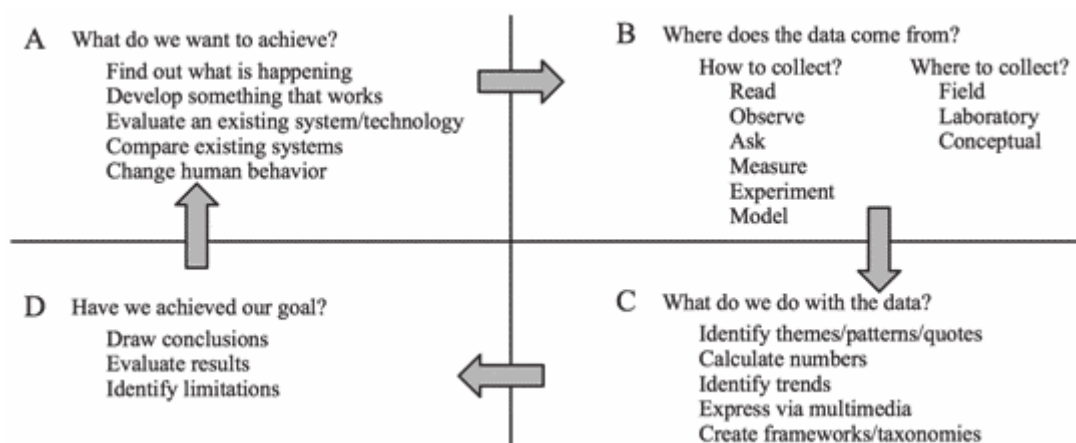 A What do we want to achieve?
Find out what is happening
Develop something that works
Evaluate an existing system/technology
Compare existing systems
Change human behavior
B Where does the data come from?
How to collect? Where to collect?
Read Field
Observe Laboratory
Ask Conceptual
Measure
Experiment
Model
C What do we do with the data?
Identify themes/patterns/quotes
Calculate numbers
Identify trends
Express via multimedia
Create frameworks/taxonomies
D Have we achieved our goal?
Draw conclusions
Evaluate results
Identify limitations